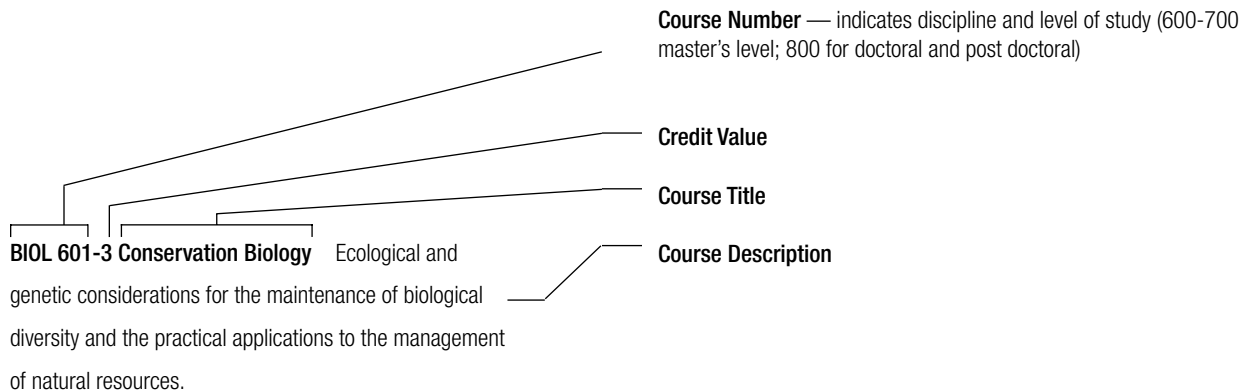 Course Number — indicates discipline and level of study (600-700
master's level; 800 for doctoral and post doctoral)
Credit Value
Course Title
BIOL 601-3 Conservation Biology Ecological and
Course Description
genetic considerations for the maintenance of biological
diversity and the practical applications to the management
of natural resources.